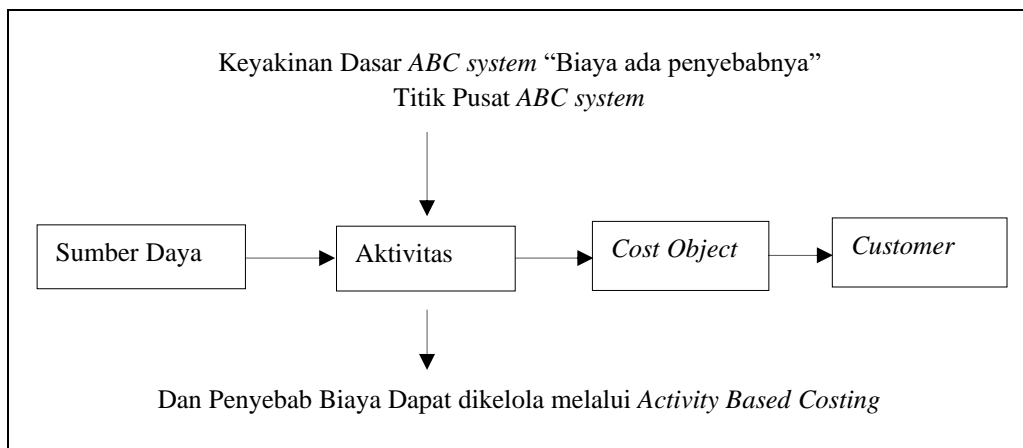 Keyakinan Dasar ABC system “Biaya ada penyebabnya”
Titik Pusat ABC system
Sumber Daya
Aktivitas
Cost Object
Customer
Dan Penyebab Biaya Dapat dikelola melalui Activity Based Costing